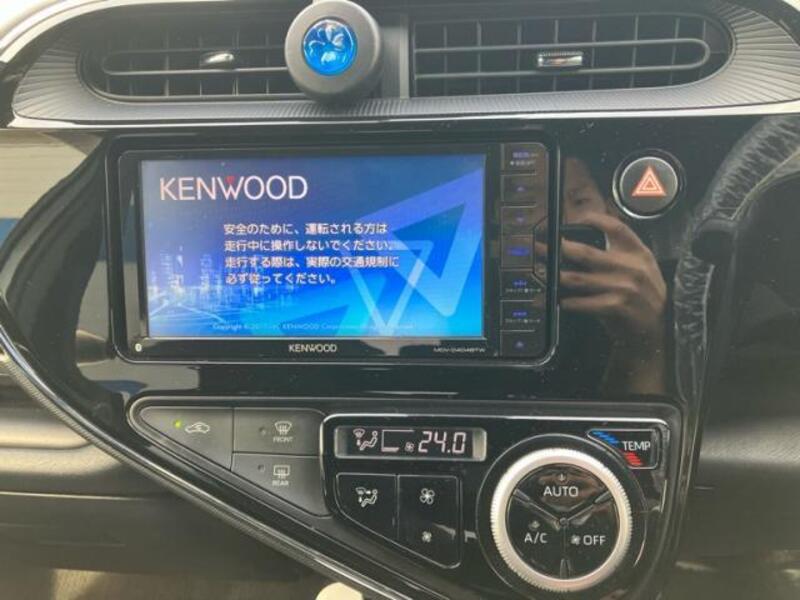 KENWOOD
安全のために、運転される方は
走行中に操作しないでください。
走行する際は、実際の交通規制に
必ず従ってください。
KENWOOD
FRONT
REAR
24.0
TEMP
AUTO
A/C
OFF